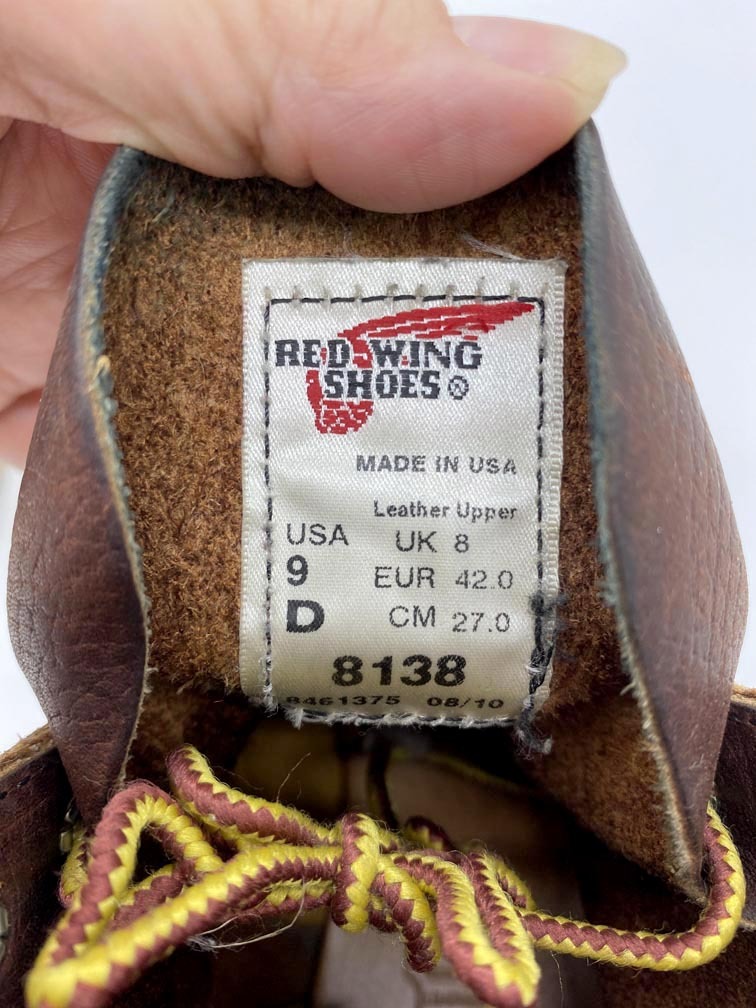 RED WING
SHOES ®
MADE IN USA
Leather Upper
USA UK 8
9 EUR 42.0
D CM 27.0
8138
8461375 08/10